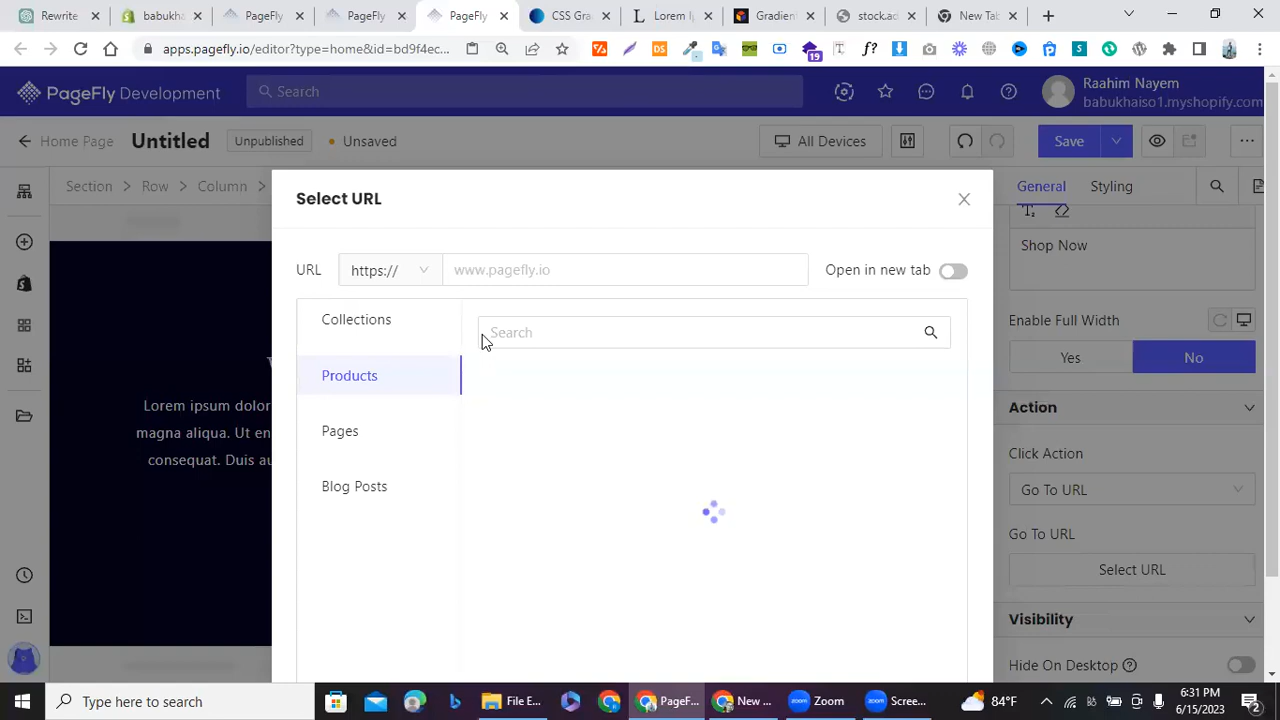 Rewrite
babukha
PageFly
PageFly
PageFly
CSS Gra
Lorem I
Gradient
stock.ad
New Tab
apps.pagefly.io/editor?type=home&id=bd9f4ec...
19
PageFly Development
Search
Raahim Nayem
babukhaiso1.myshopify.com
Home Page
Untitled
Unpublished
Unsaved
All Devices
Save
Section > Row > Column >
General
Styling
Select URL
URL
https://
www.pagefly.io
Open in new tab
Collections
Products
Pages
Blog Posts
Search
Shop Now
Enable Full Width
Yes
No
Action
Click Action
Go To URL
Go To URL
Select URL
Visibility
Hide On Desktop
Lorem ipsum dolor
magna aliqua. Ut en
consequat. Duis au
Type here to search
File E...
PageF...
New ...
Zoom
Scree...
84°F
6:31 PM
6/15/2023
2